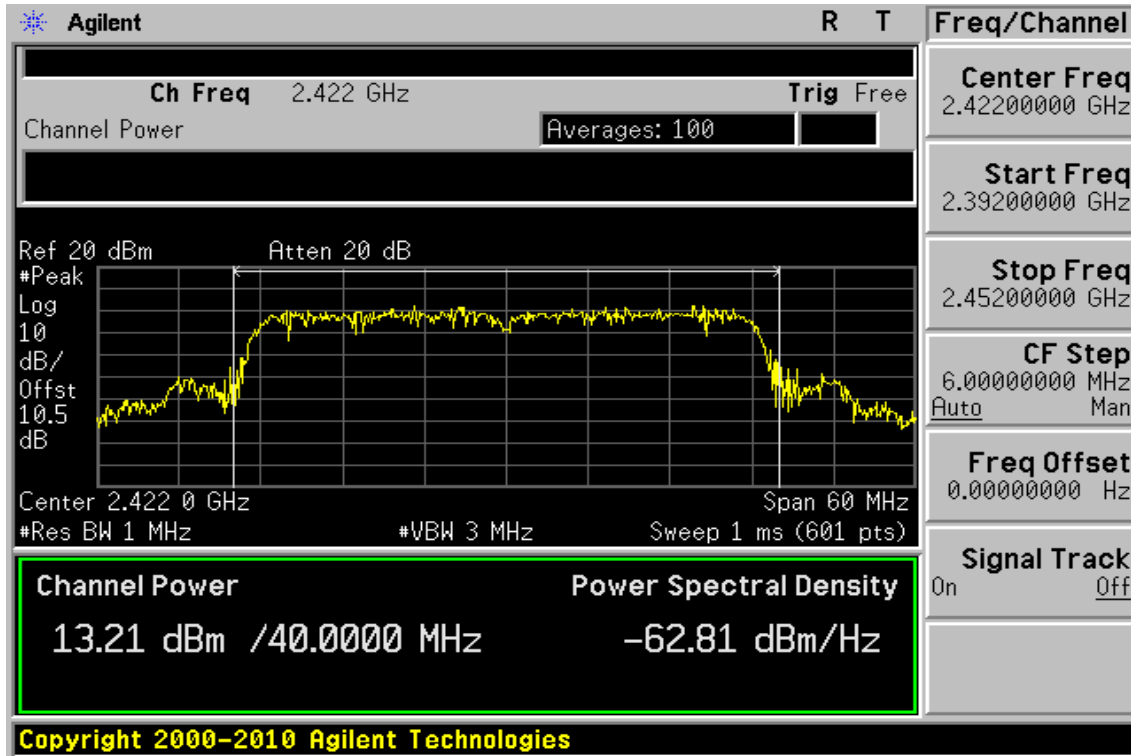 Agilent R T
Ch Freq 2.422 GHz Trig Free
Channel Power Averages: 100
Ref 20 dBm Atten 20 dB
#Peak
Log
10
dB/
Offst
10.5
dB
Center 2.422 0 GHz Span 60 MHz
#Res BW 1 MHz #VBW 3 MHz Sweep 1 ms (601 pts)
Channel Power Power Spectral Density
13.21 dBm /40.0000 MHz -62.81 dBm/Hz
Copyright 2000-2010 Agilent Technologies
Freq/Channel
Center Freq
2.42200000 GHz
Start Freq
2.39200000 GHz
Stop Freq
2.45200000 GHz
CF Step
6.00000000 MHz
Auto Man
Freq Offset
0.00000000 Hz
Signal Track
On Off